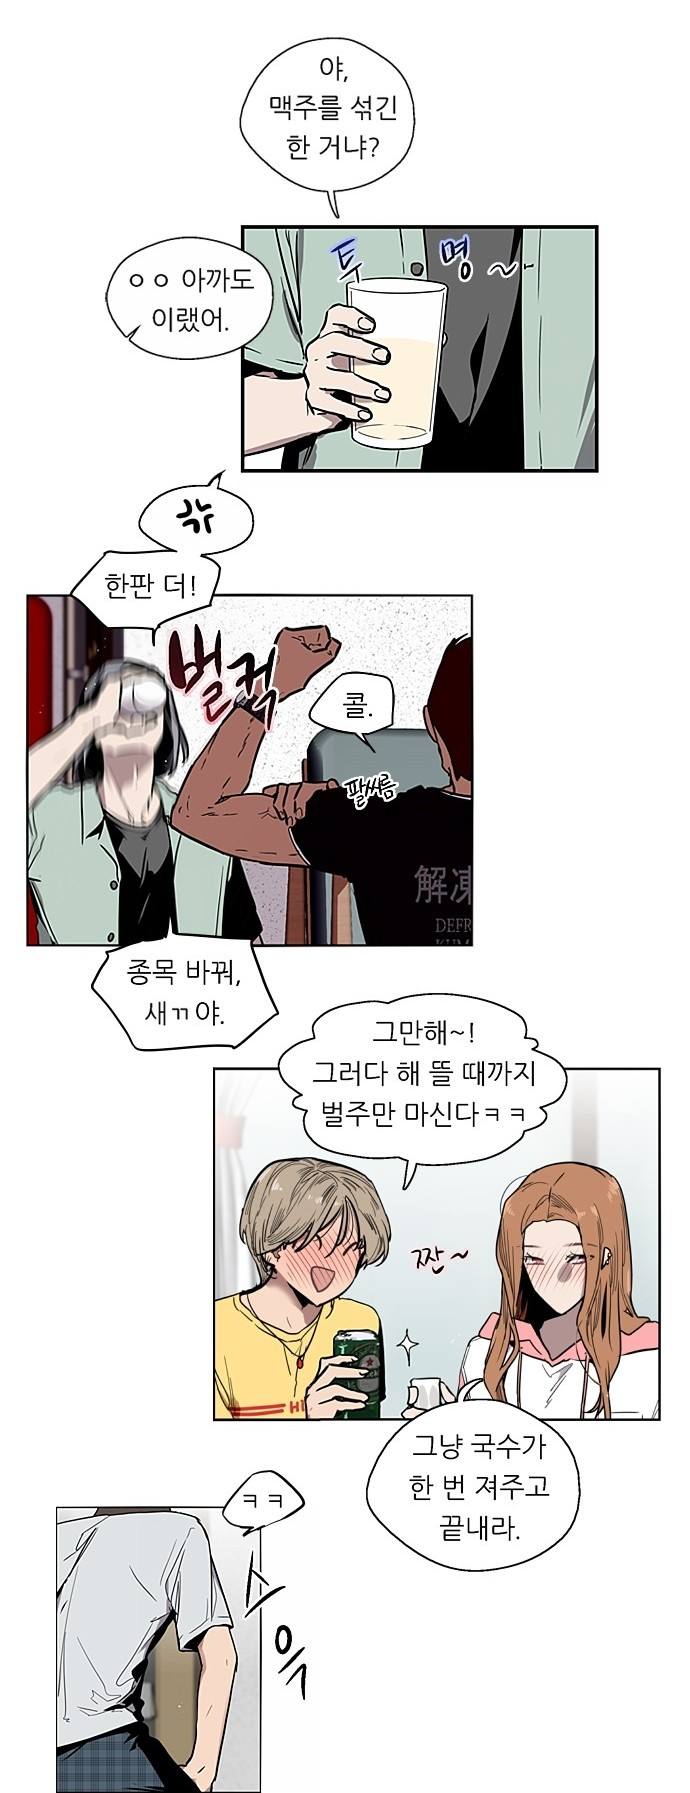 야,
맥주를 섞긴
한 거냐?
투 명 ~
ㅇㅇ 아까도
이랬어.
한판 더!
벌컥
콜.
팔씨름
解凍
DEFR
종목 바꿔,
새ㄲ야.
그만해~!
그러다 해 뜰 때까지
벌주만 마신다ㅋㅋ
짠~
HI
그냥 국수가
한 번 져주고
끝내라.
ㅋㅋ
스
윽